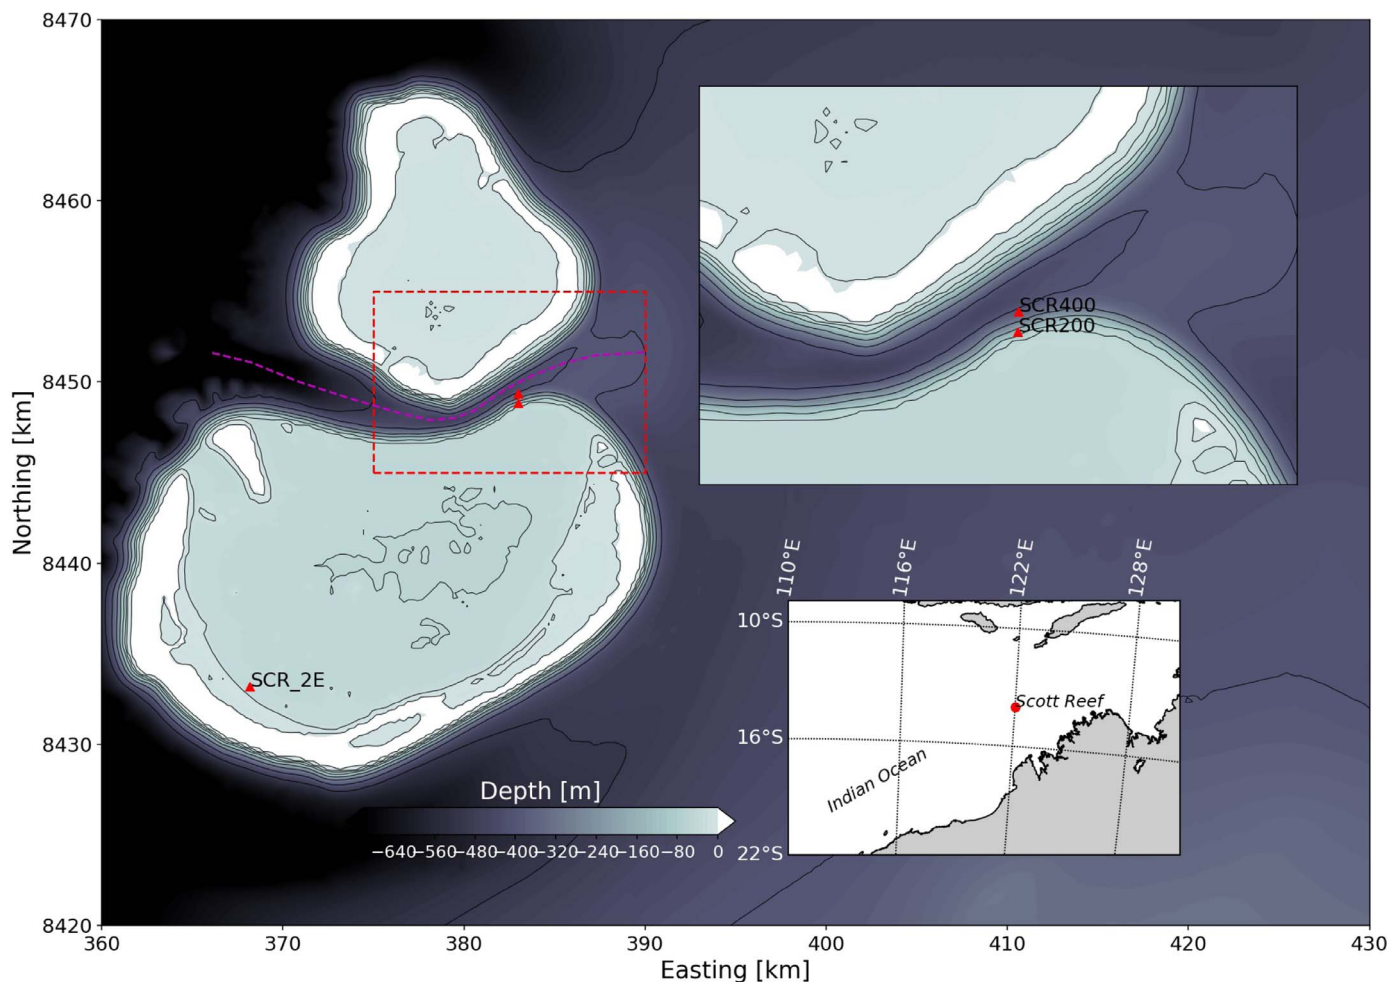 8470
8460
8450
8440
8430
8420
Northing [km]
360
370
380
390
400
410
420
430
Easting [km]
SCR400
SCR200
SCR_2E
Depth [m]
−640 −560 −480 −400 −320 −240 −160 −80 0
110°E
116°E
122°E
128°E
10°S
16°S
22°S
Scott Reef
Indian Ocean